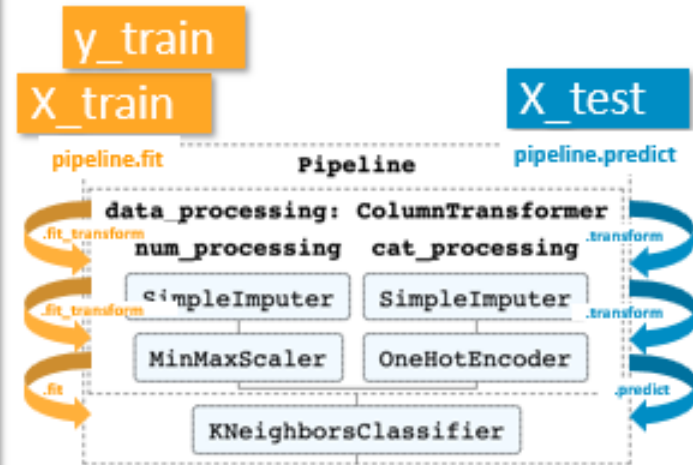 y_train
X_train
X_test
pipeline.fit
Pipeline
pipeline.predict
data_processing: ColumnTransformer
.fit_transform
.transform
num_processing cat_processing
SimpleImputer SimpleImputer
.fit_transform
.transform
MinMaxScaler OneHotEncoder
.fit
.predict
KNeighborsClassifier